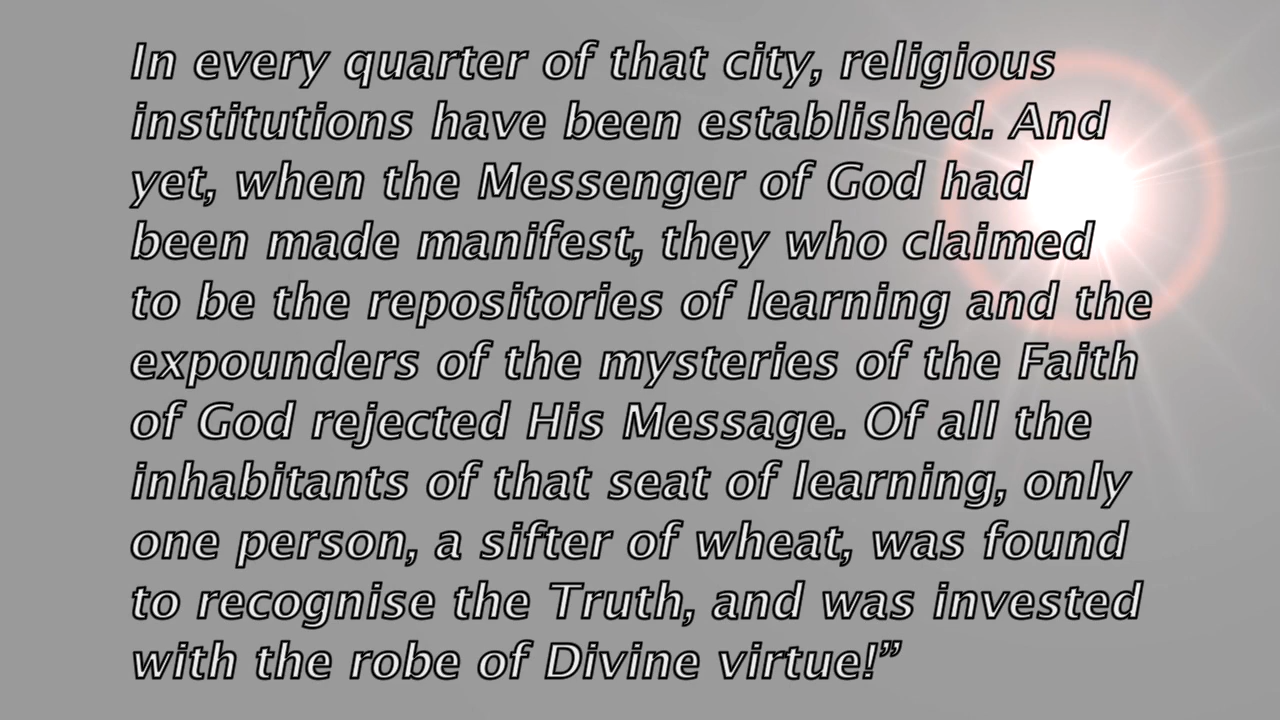 In every quarter of that city, religious
institutions have been established. And
yet, when the Messenger of God had
been made manifest, they who claimed
to be the repositories of learning and the
expounders of the mysteries of the Faith
of God rejected His Message. Of all the
inhabitants of that seat of learning, only
one person, a sifter of wheat, was found
to recognise the Truth, and was invested
with the robe of Divine virtue!”